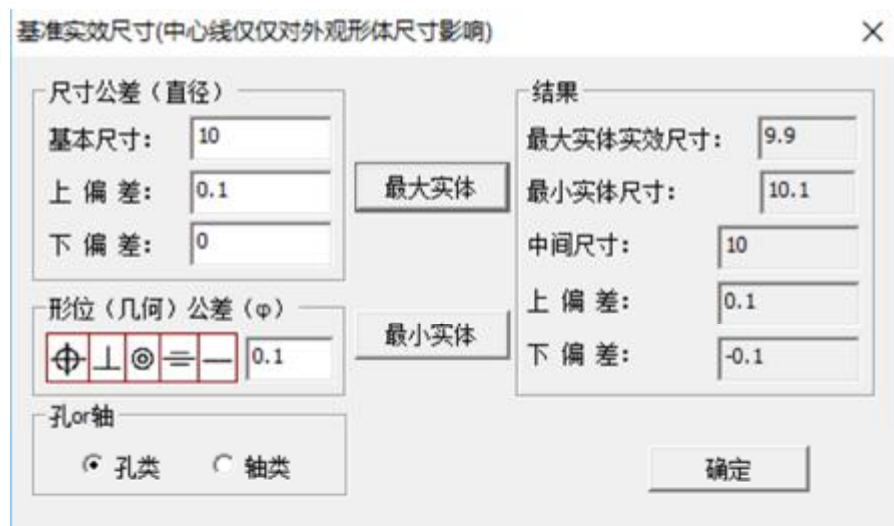 基准实效尺寸(中心线仅仅对外观形体尺寸影响)
尺寸公差（直径）
基本尺寸： 10
上 偏 差： 0.1
下 偏 差： 0
最大实体
形位（几何）公差（φ）
0.1
最小实体
孔or轴
孔类 轴类
结果
最大实体实效尺寸： 9.9
最小实体尺寸： 10.1
中间尺寸： 10
上 偏 差： 0.1
下 偏 差： -0.1
确定